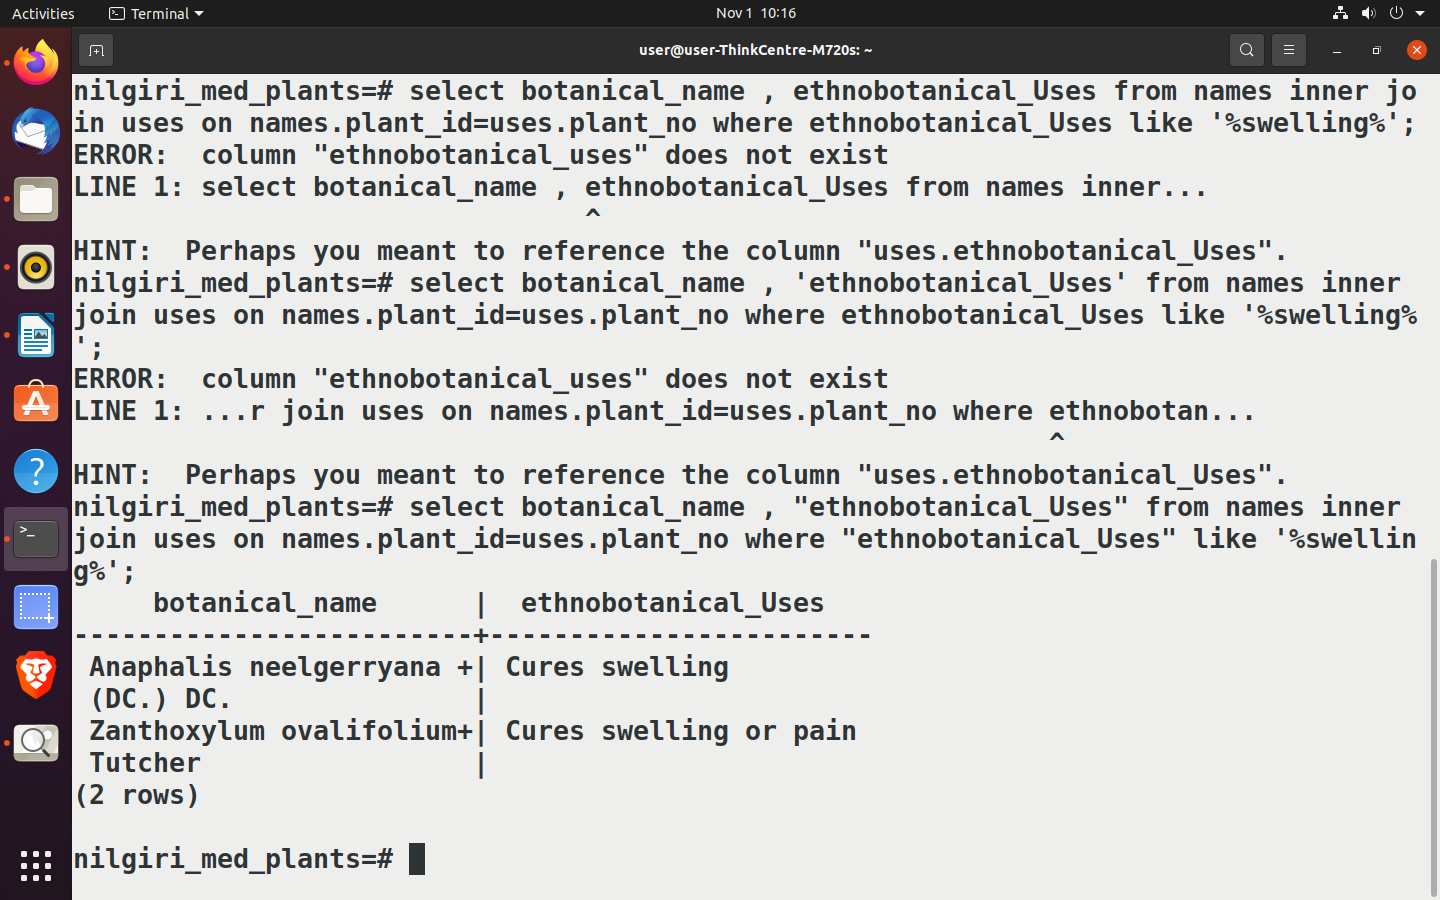 Activities Terminal Nov 1 10:16
user@user-ThinkCentre-M720s: ~
nilgiri_med_plants=# select botanical_name , ethnobotanical_Uses from names inner jo
in uses on names.plant_id=uses.plant_no where ethnobotanical_Uses like '%swelling%';
ERROR:  column "ethnobotanical_uses" does not exist
LINE 1: select botanical_name , ethnobotanical_Uses from names inner...
                                ^
HINT:  Perhaps you meant to reference the column "uses.ethnobotanical_Uses".
nilgiri_med_plants=# select botanical_name , 'ethnobotanical_Uses' from names inner 
join uses on names.plant_id=uses.plant_no where ethnobotanical_Uses like '%swelling%
';
ERROR:  column "ethnobotanical_uses" does not exist
LINE 1: ...r join uses on names.plant_id=uses.plant_no where ethnobotan...
                                                             ^
HINT:  Perhaps you meant to reference the column "uses.ethnobotanical_Uses".
nilgiri_med_plants=# select botanical_name , "ethnobotanical_Uses" from names inner 
join uses on names.plant_id=uses.plant_no where "ethnobotanical_Uses" like '%swellin
g%';
     botanical_name      |  ethnobotanical_Uses
-------------------------+------------------------
 Anaphalis neelgerryana +| Cures swelling
 (DC.) DC.               |
 Zanthoxylum ovalifolium+| Cures swelling or pain
 Tutcher                 |
(2 rows)

nilgiri_med_plants=#